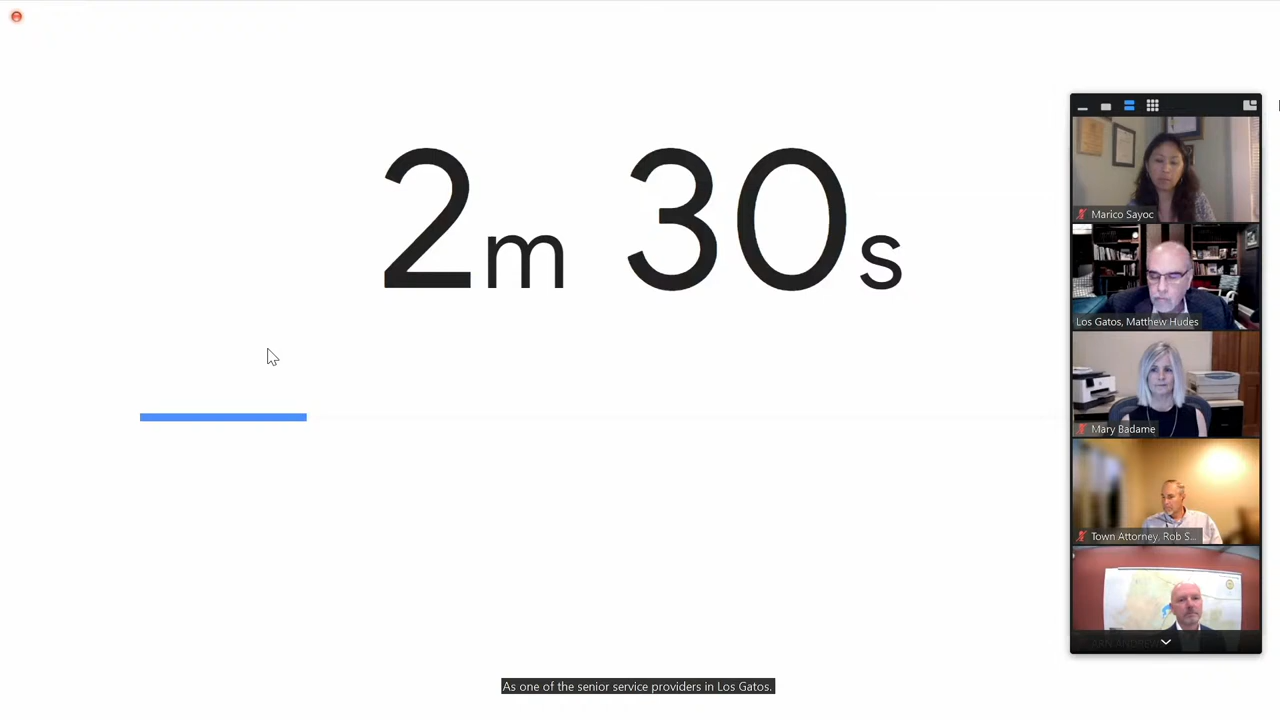 2m 30s
Marico Sayoc
Los Gatos, Matthew Hudes
Mary Badame
Town Attorney, Rob S...
As one of the senior service providers in Los Gatos.